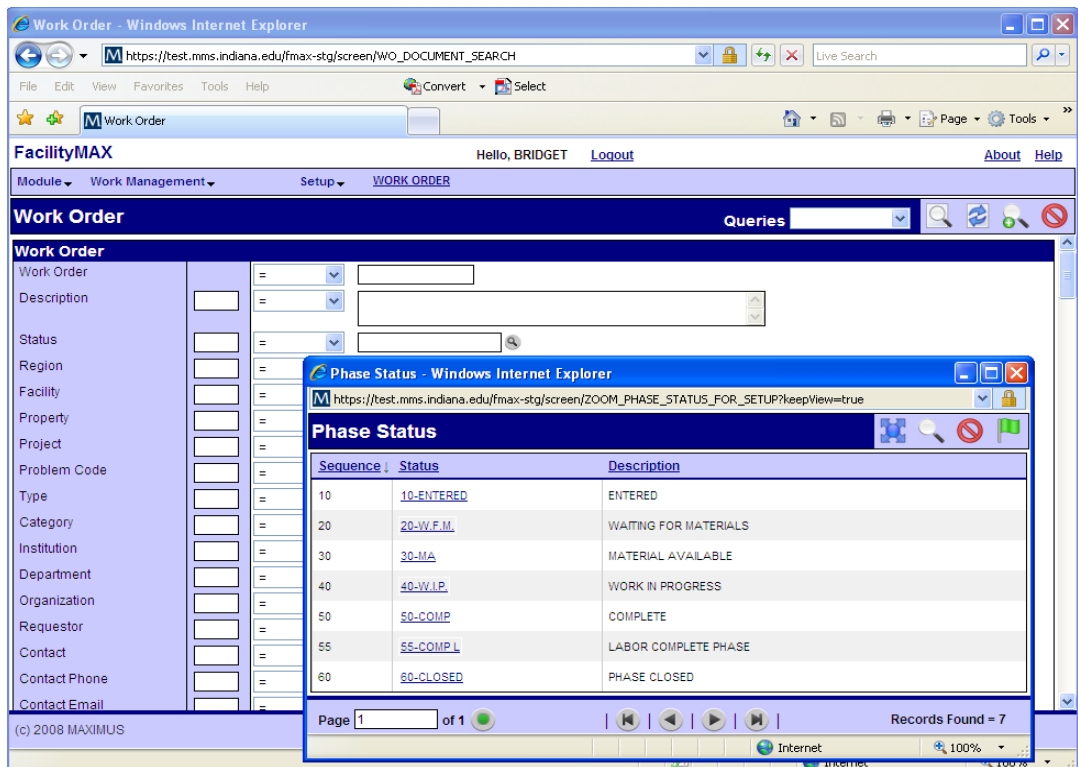 Work Order - Windows Internet Explorer
https://test.mms.indiana.edu/fmax-stg/screen/WO_DOCUMENT_SEARCH
Live Search
File Edit View Favorites Tools Help
Convert
Select
Work Order
Page
Tools
FacilityMAX
Hello, BRIDGET Logout
About Help
Module Work Management Setup WORK ORDER
Work Order
Queries
Work Order
Work Order =
Description =
Status =
Region =
Facility =
Property =
Project =
Problem Code =
Type =
Category =
Institution =
Department =
Organization =
Requestor =
Contact =
Contact Phone =
Contact Email =
(c) 2008 MAXIMUS
Phase Status - Windows Internet Explorer
https://test.mms.indiana.edu/fmax-stg/screen/ZOOM_PHASE_STATUS_FOR_SETUP?keepView=true
Phase Status
Sequence Status Description
10 10-ENTERED ENTERED
20 20-W.F.M. WAITING FOR MATERIALS
30 30-MA MATERIAL AVAILABLE
40 40-W.I.P. WORK IN PROGRESS
50 50-COMP COMPLETE
55 55-COMP L LABOR COMPLETE PHASE
60 60-CLOSED PHASE CLOSED
Page 1 of 1
Records Found = 7
Internet
100%